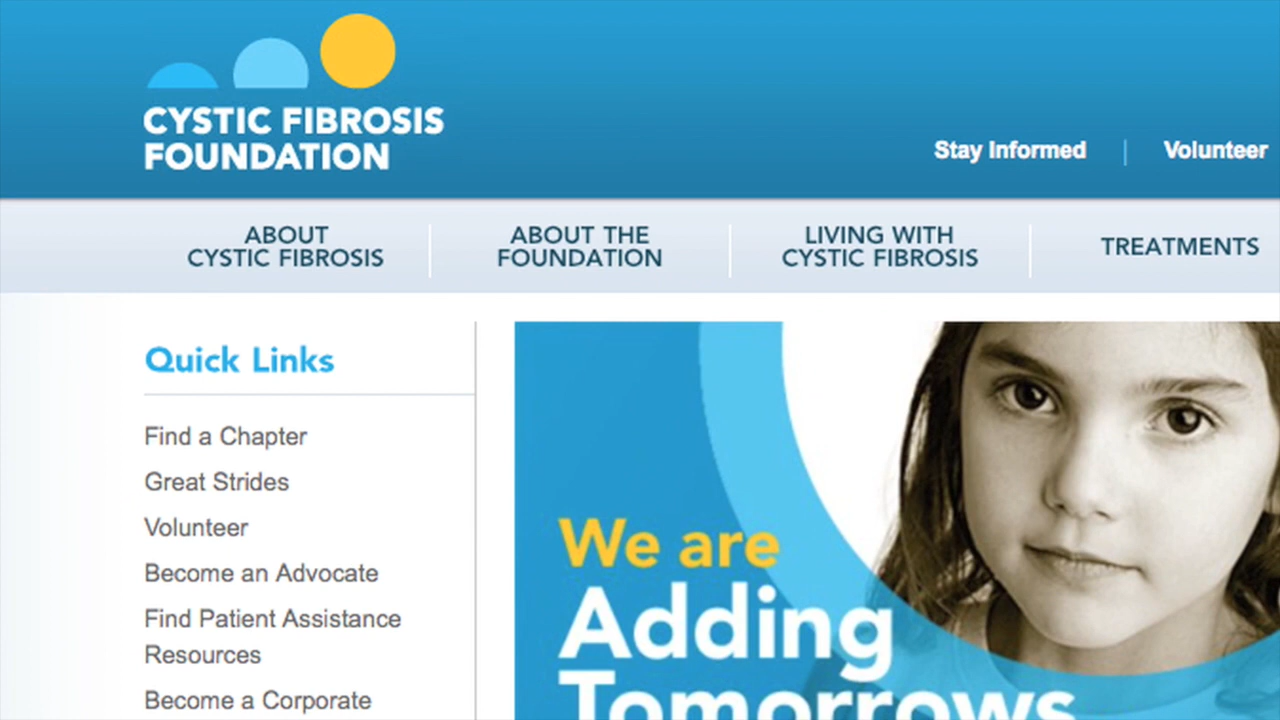 CYSTIC FIBROSIS
FOUNDATION
Stay Informed
Volunteer
ABOUT
CYSTIC FIBROSIS
ABOUT THE
FOUNDATION
LIVING WITH
CYSTIC FIBROSIS
TREATMENTS
Quick Links
Find a Chapter
Great Strides
Volunteer
Become an Advocate
Find Patient Assistance
Resources
Become a Corporate
We are
Adding
Tomorrows